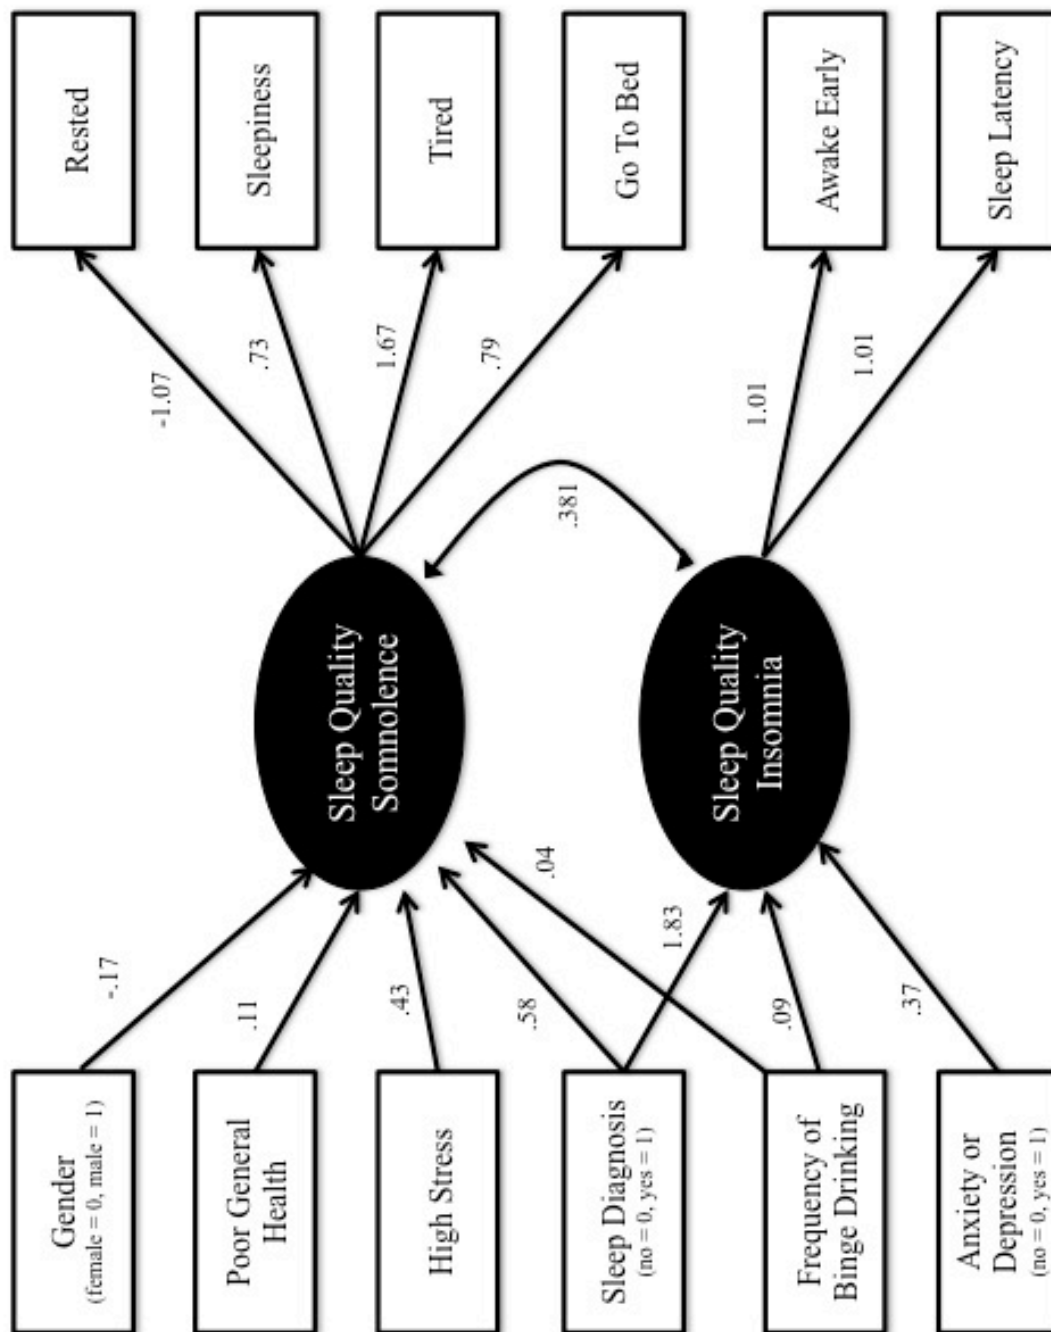 Gender
(female = 0, male = 1)
Poor General
Health
High Stress
Sleep Diagnosis
(no = 0, yes = 1)
Frequency of
Binge Drinking
Anxiety or
Depression
(no = 0, yes = 1)
-.17
.11
.43
.58
.04
1.83
.09
.37
Sleep Quality
Somnolence
Sleep Quality
Insomnia
.381
-1.07
.73
1.67
.79
1.01
1.01
Rested
Sleepiness
Tired
Go To Bed
Awake Early
Sleep Latency